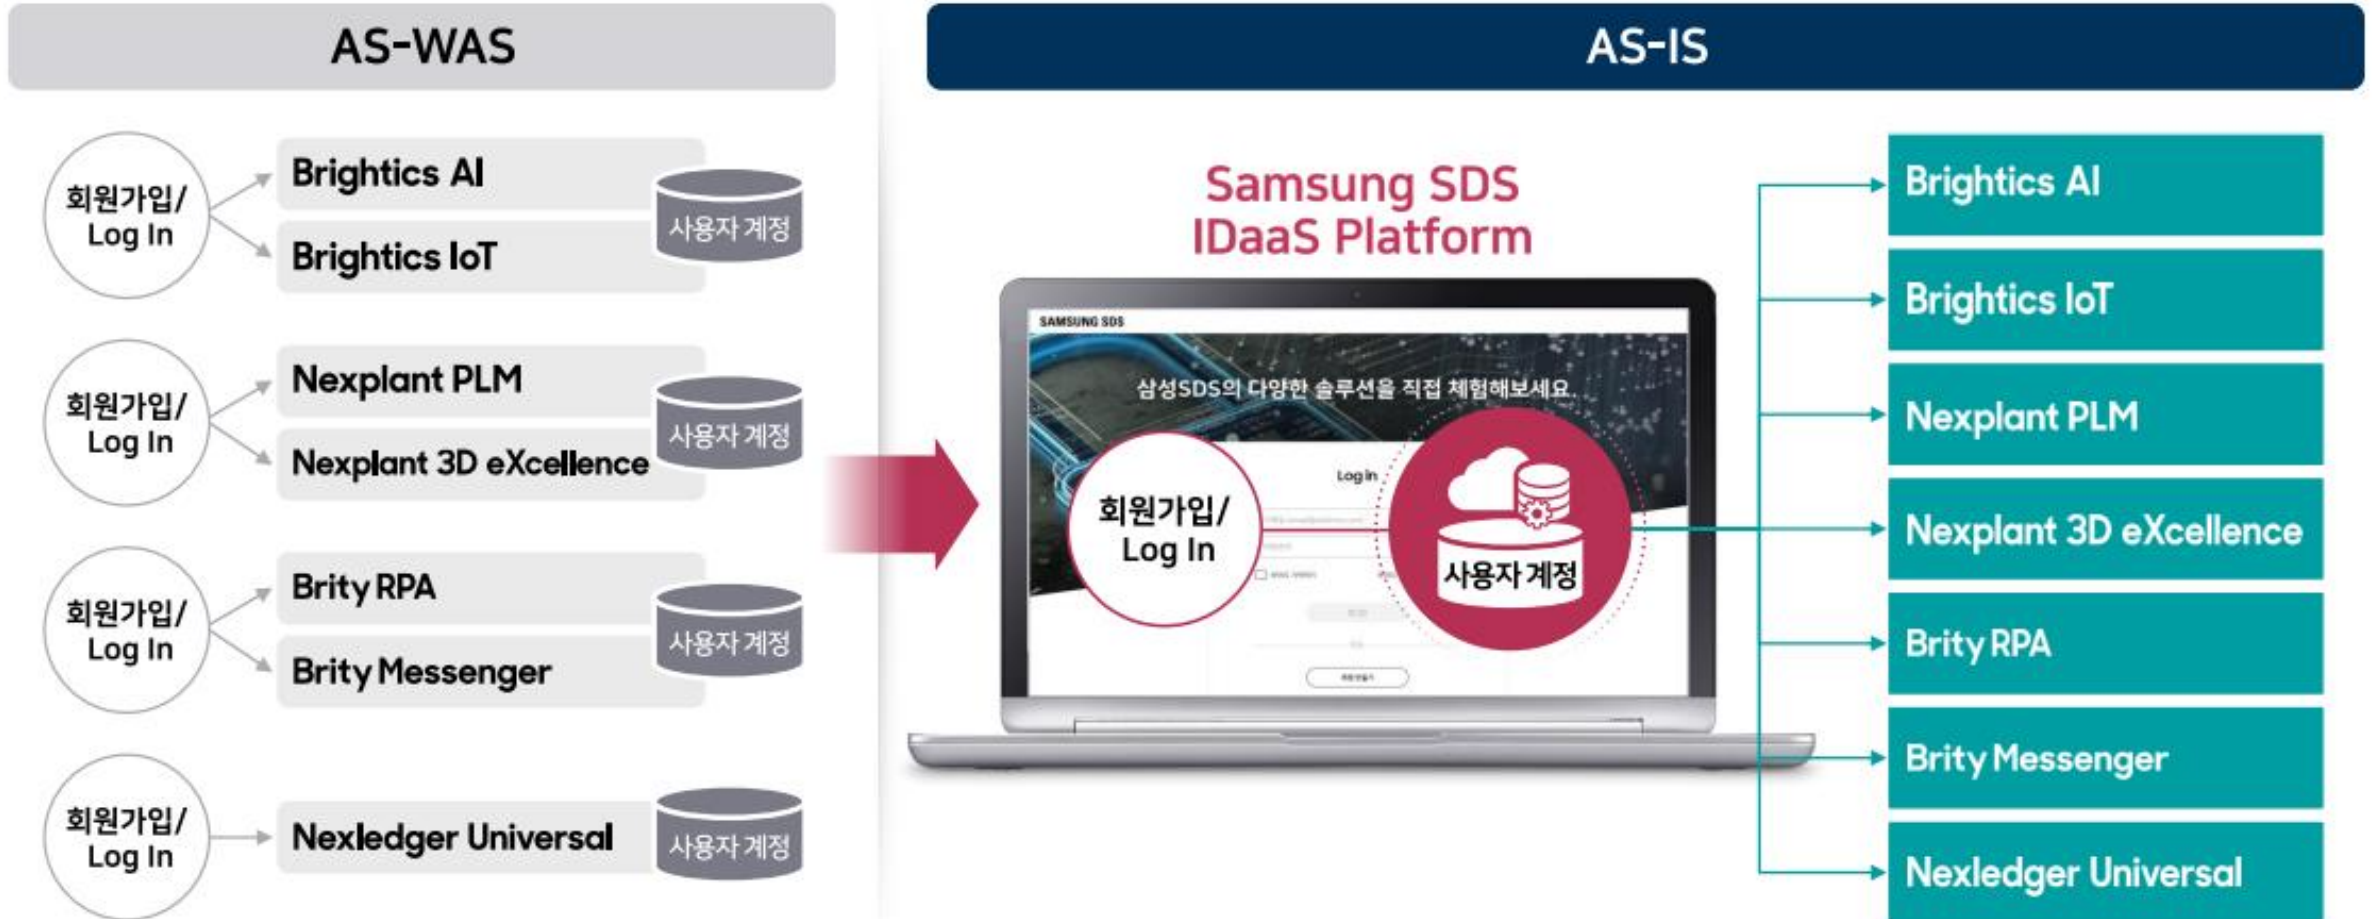 AS-WAS
회원가입/
Log In
Brightics AI
Brightics IoT
사용자 계정
회원가입/
Log In
Nexplant PLM
Nexplant 3D eXcellence
사용자 계정
회원가입/
Log In
Brity RPA
Brity Messenger
사용자 계정
회원가입/
Log In
Nexledger Universal
사용자 계정
AS-IS
Samsung SDS
IDaaS Platform
SAMSUNG SDS
삼성SDS의 다양한 솔루션을 직접 체험해보세요.
Log in
회원가입/
Log In
사용자 계정
Brightics AI
Brightics IoT
Nexplant PLM
Nexplant 3D eXcellence
Brity RPA
Brity Messenger
Nexledger Universal